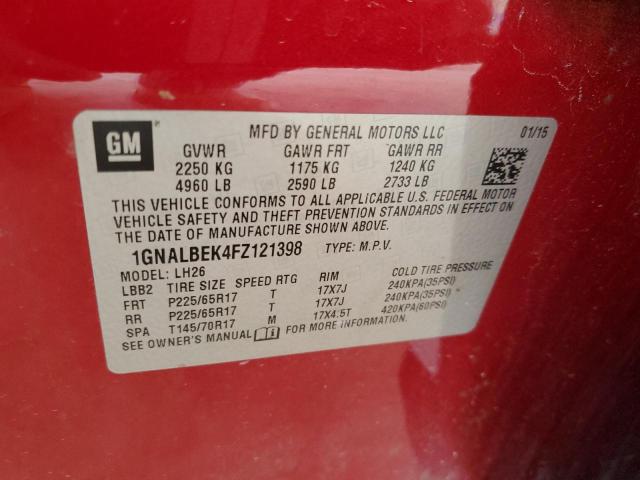 GM
MFD BY GENERAL MOTORS LLC 01/15
GVWR GAWR FRT GAWR RR
2250 KG 1175 KG 1240 KG
4960 LB 2590 LB 2733 LB
THIS VEHICLE CONFORMS TO ALL APPLICABLE U.S. FEDERAL MOTOR
VEHICLE SAFETY AND THEFT PREVENTION STANDARDS IN EFFECT ON
THE DATE OF MANUFACTURE SHOWN ABOVE.
1GNALBEK4FZ121398 TYPE: M.P.V.
MODEL: LH26
LBB2 TIRE SIZE SPEED RTG RIM COLD TIRE PRESSURE
FRT P225/65R17 T 17X7J 240KPA(35PSI)
RR P225/65R17 T 17X7J 240KPA(35PSI)
SPA T145/70R17 M 17X4.5T 420KPA(60PSI)
SEE OWNER'S MANUAL FOR MORE INFORMATION.